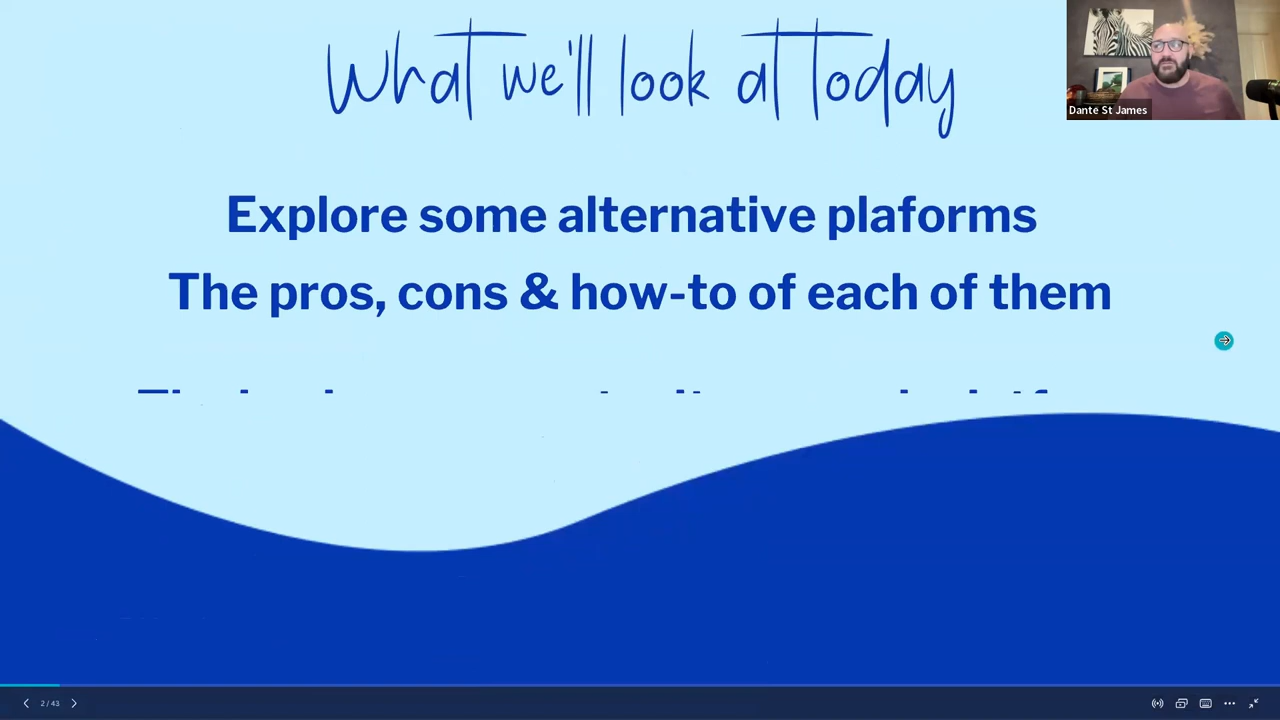 What we'll look at today
Dante St James
Explore some alternative plaforms
The pros, cons & how-to of each of them
2 / 43